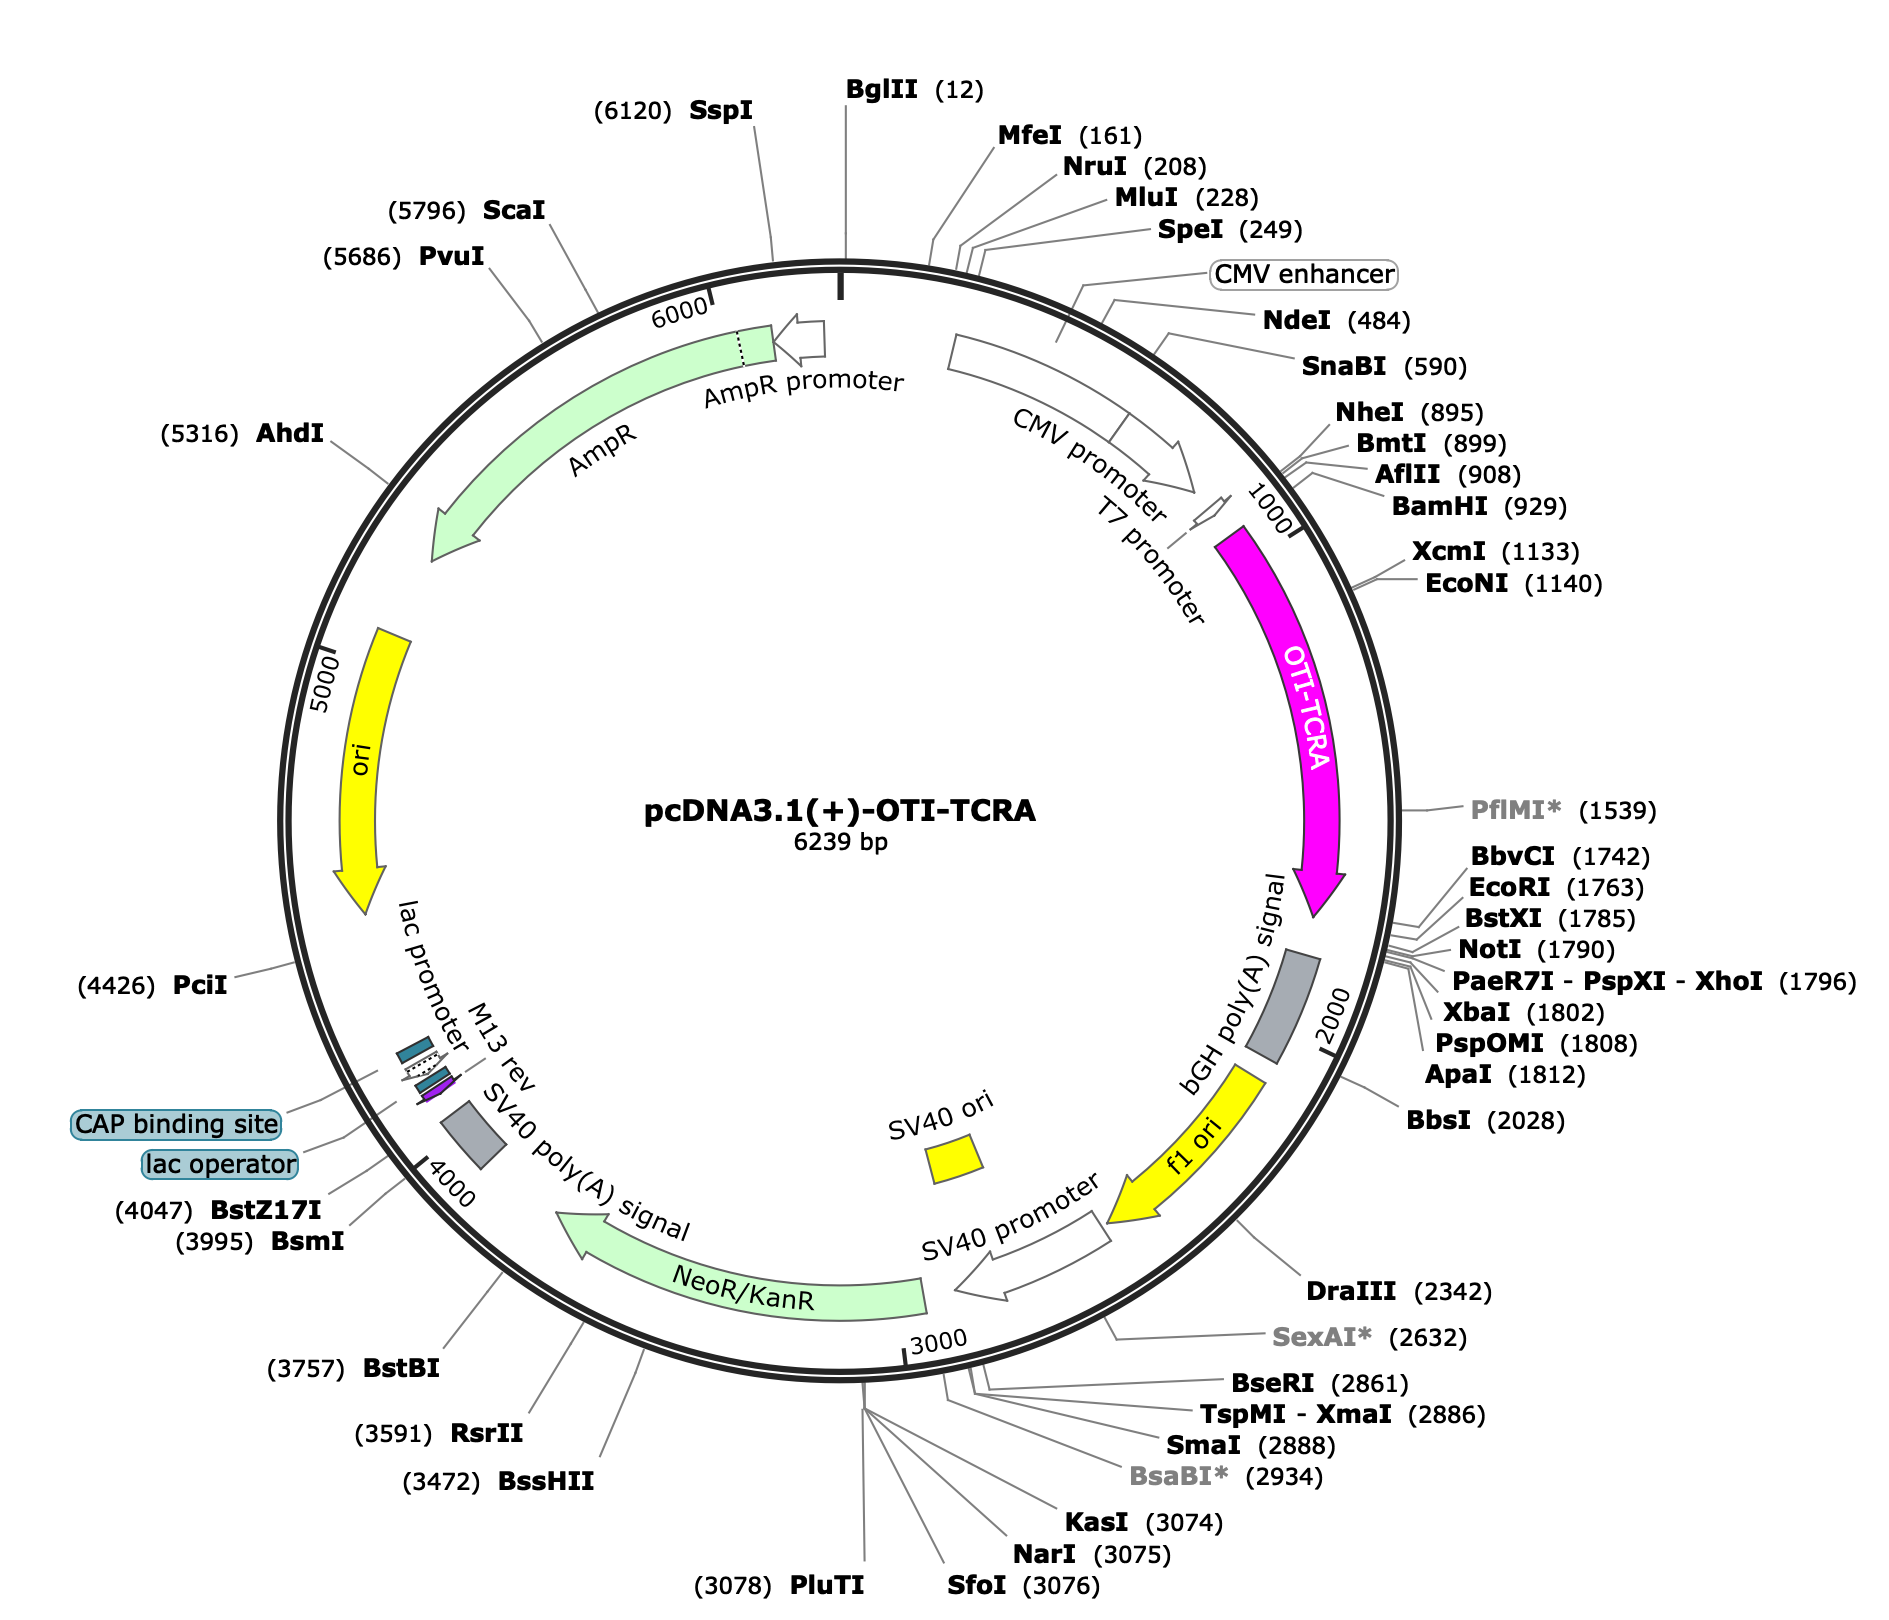 BglII (12)
(6120) SspI
MfeI (161)
NruI (208)
MluI (228)
(5796) ScaI
SpeI (249)
(5686) PvuI
CMV enhancer
6000
NdeI (484)
SnaBI (590)
AmpR promoter
NheI (895)
(5316) AhdI
AmpR
CMV promoter
BmtI (899)
AflII (908)
1000
BamHI (929)
T7 promoter
XcmI (1133)
EcoNI (1140)
5000
OTI-TCRA
ori
pcDNA3.1(+)-OTI-TCRA
6239 bp
PflMI* (1539)
BbvCI (1742)
EcoRI (1763)
BstXI (1785)
NotI (1790)
PaeR7I - PspXI - XhoI (1796)
XbaI (1802)
PspOMI (1808)
ApaI (1812)
lac promoter
bGH poly(A) signal
(4426) PciI
2000
M13 rev
BbsI (2028)
CAP binding site
SV40 ori
f1 ori
lac operator
4000
SV40 poly(A) signal
(4047) BstZ17I
(3995) BsmI
SV40 promoter
NeoR/KanR
DraIII (2342)
SexAI* (2632)
3000
(3757) BstBI
BseRI (2861)
TspMI - XmaI (2886)
(3591) RsrII
SmaI (2888)
(3472) BssHII
BsaBI* (2934)
KasI (3074)
NarI (3075)
(3078) PluTI
SfoI (3076)